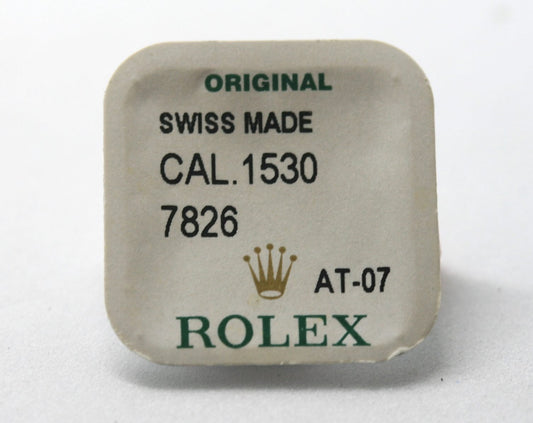 ORIGINAL
SWISS MADE
CAL.1530
7826
AT-07
ROLEX